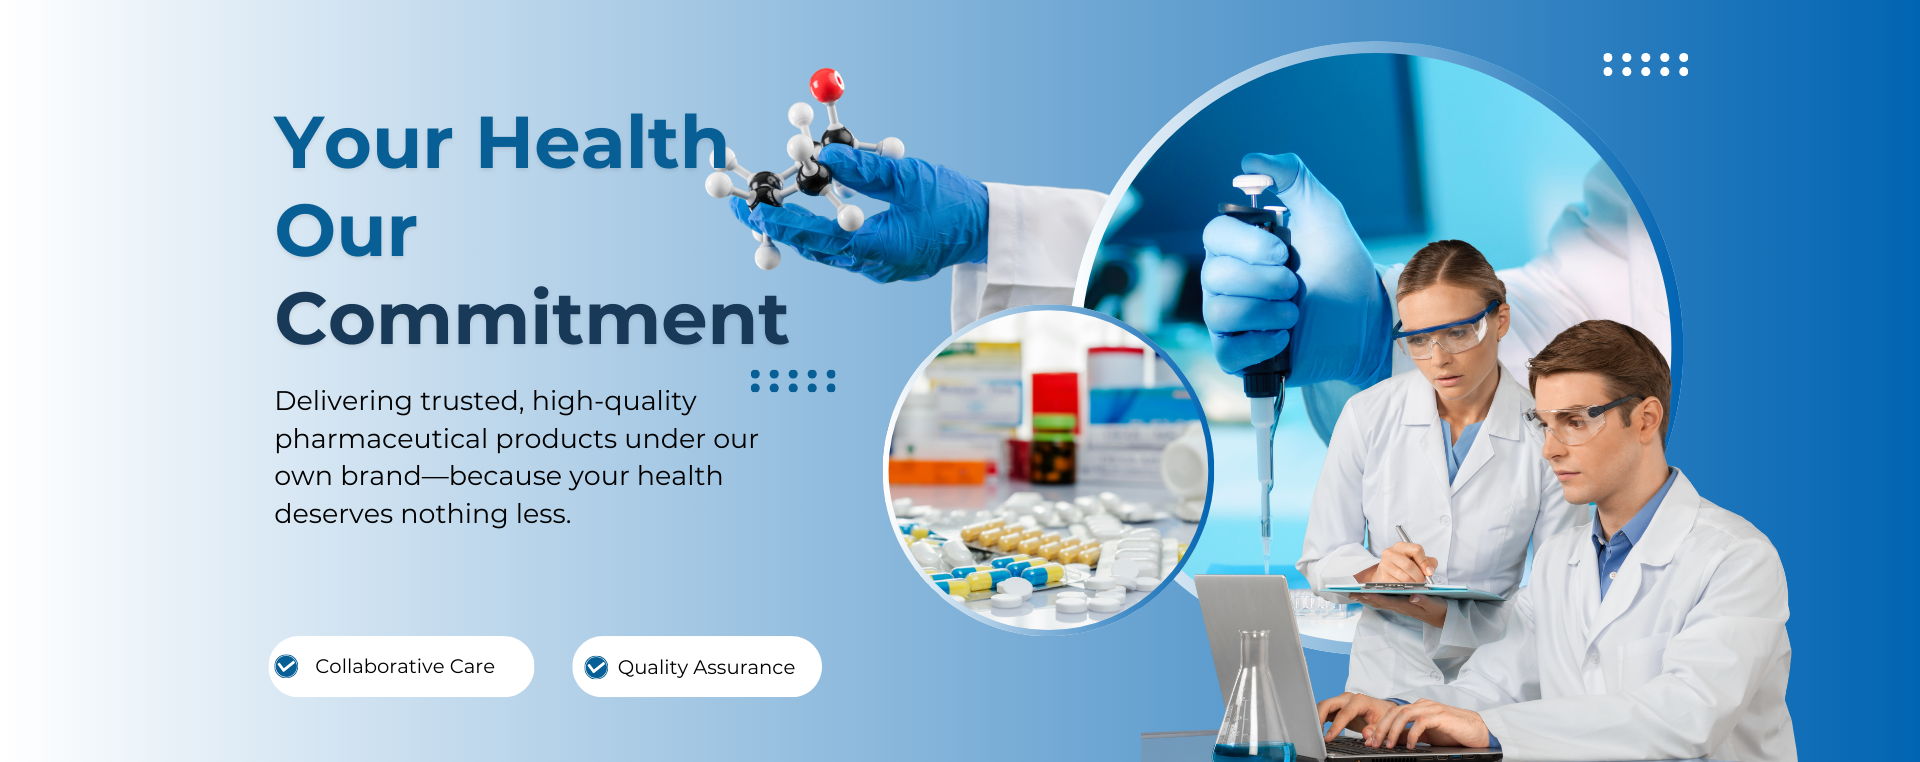 Your Health
Our
Commitment
Delivering trusted, high-quality
pharmaceutical products under our
own brand—because your health
deserves nothing less.
Collaborative Care
Quality Assurance